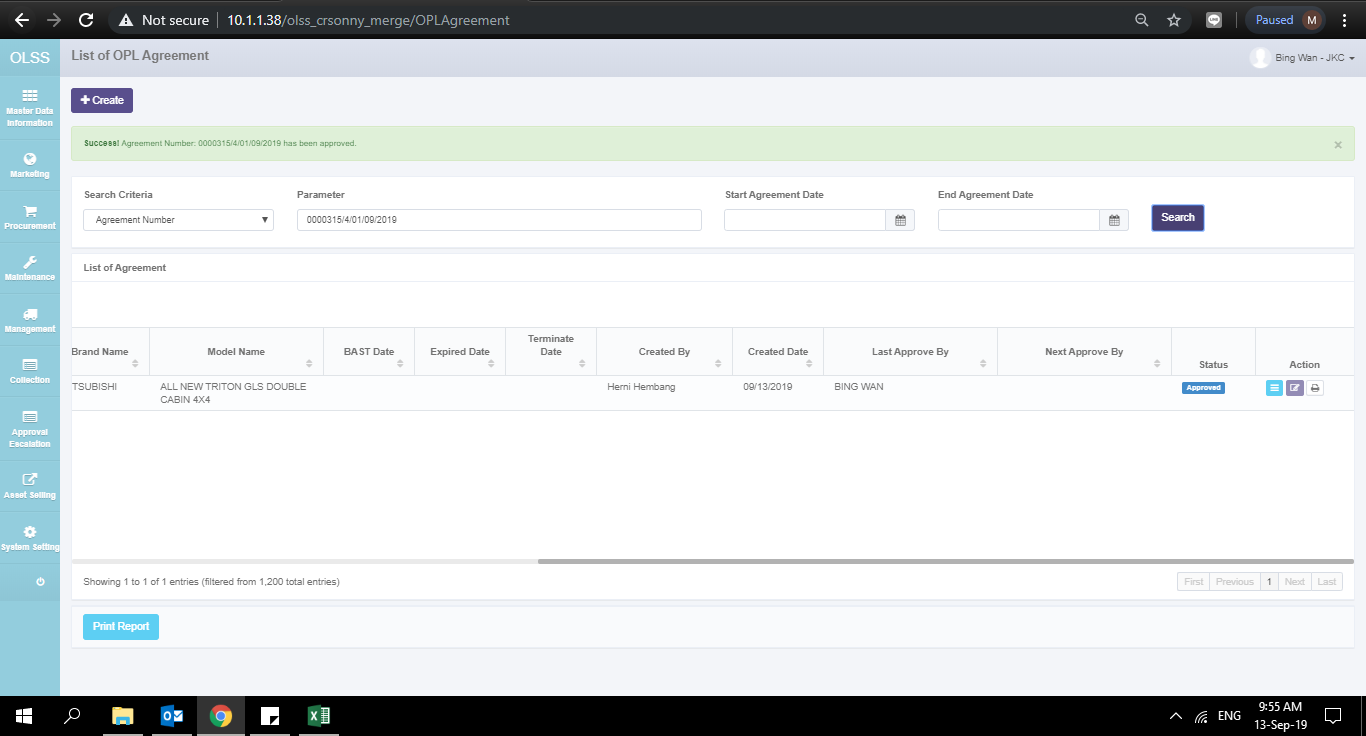 Not secure | 10.1.1.38/olss_crsonny_merge/OPLAgreement
Paused M
OLSS
List of OPL Agreement
Bing Wan - JKC
Master Data
Information
Marketing
Procurement
Maintenance
Management
Collection
Approval
Escalation
Asset Selling
System Setting
Create
Success! Agreement Number: 0000315/4/01/09/2019 has been approved. ×
Search Criteria Parameter Start Agreement Date End Agreement Date
Agreement Number 0000315/4/01/09/2019 Search
List of Agreement
Brand Name Model Name BAST Date Expired Date Terminate Date Created By Created Date Last Approve By Next Approve By Status Action
TSUBISHI ALL NEW TRITON GLS DOUBLE Herni Hembang 09/13/2019 BING WAN Approved
CABIN 4X4
Showing 1 to 1 of 1 entries (filtered from 1,200 total entries) First Previous 1 Next Last
Print Report
ENG 9:55 AM
13-Sep-19